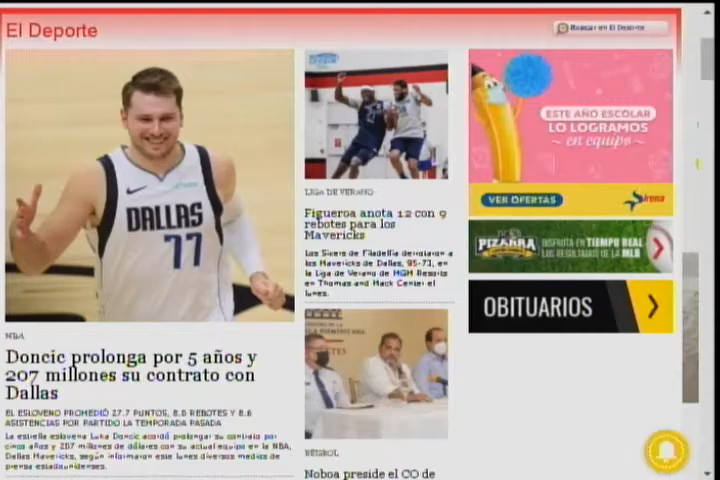 El Deporte
Buscar en El Deporte
DALLAS
77
NBA
Doncic prolonga por 5 años y
207 millones su contrato con
Dallas
EL ESLOVENO PROMEDIÓ 27.7 PUNTOS, 8.0 REBOTES Y 8.6
ASISTENCIAS POR PARTIDO LA TEMPORADA PASADA
La estrella eslovena Luka Doncic acordó prolongar su contrato por
cinco años y 207 millones de dólares con su actual equipo en la NBA,
Dallas Mavericks, según informaron este lunes diversos medios de
prensa estadounidenses.
LIGA DE VERANO
Figueroa anota 12 con 9
rebotes para los
Mavericks
Los Sixers de Filadelfia derrotaron a
los Mavericks de Dallas, 95-73, en
la Liga de Verano de MGM Resorts
en Thomas and Mack Center el
lunes.
BÉISBOL
Noboa preside el CO de
ESTE AÑO ESCOLAR
LO LOGRAMOS
en equipo
VER OFERTAS
Sirena
PIZARRA
DISFRUTA EN TIEMPO REAL
LOS RESULTADOS DE LA MLB
OBITUARIOS